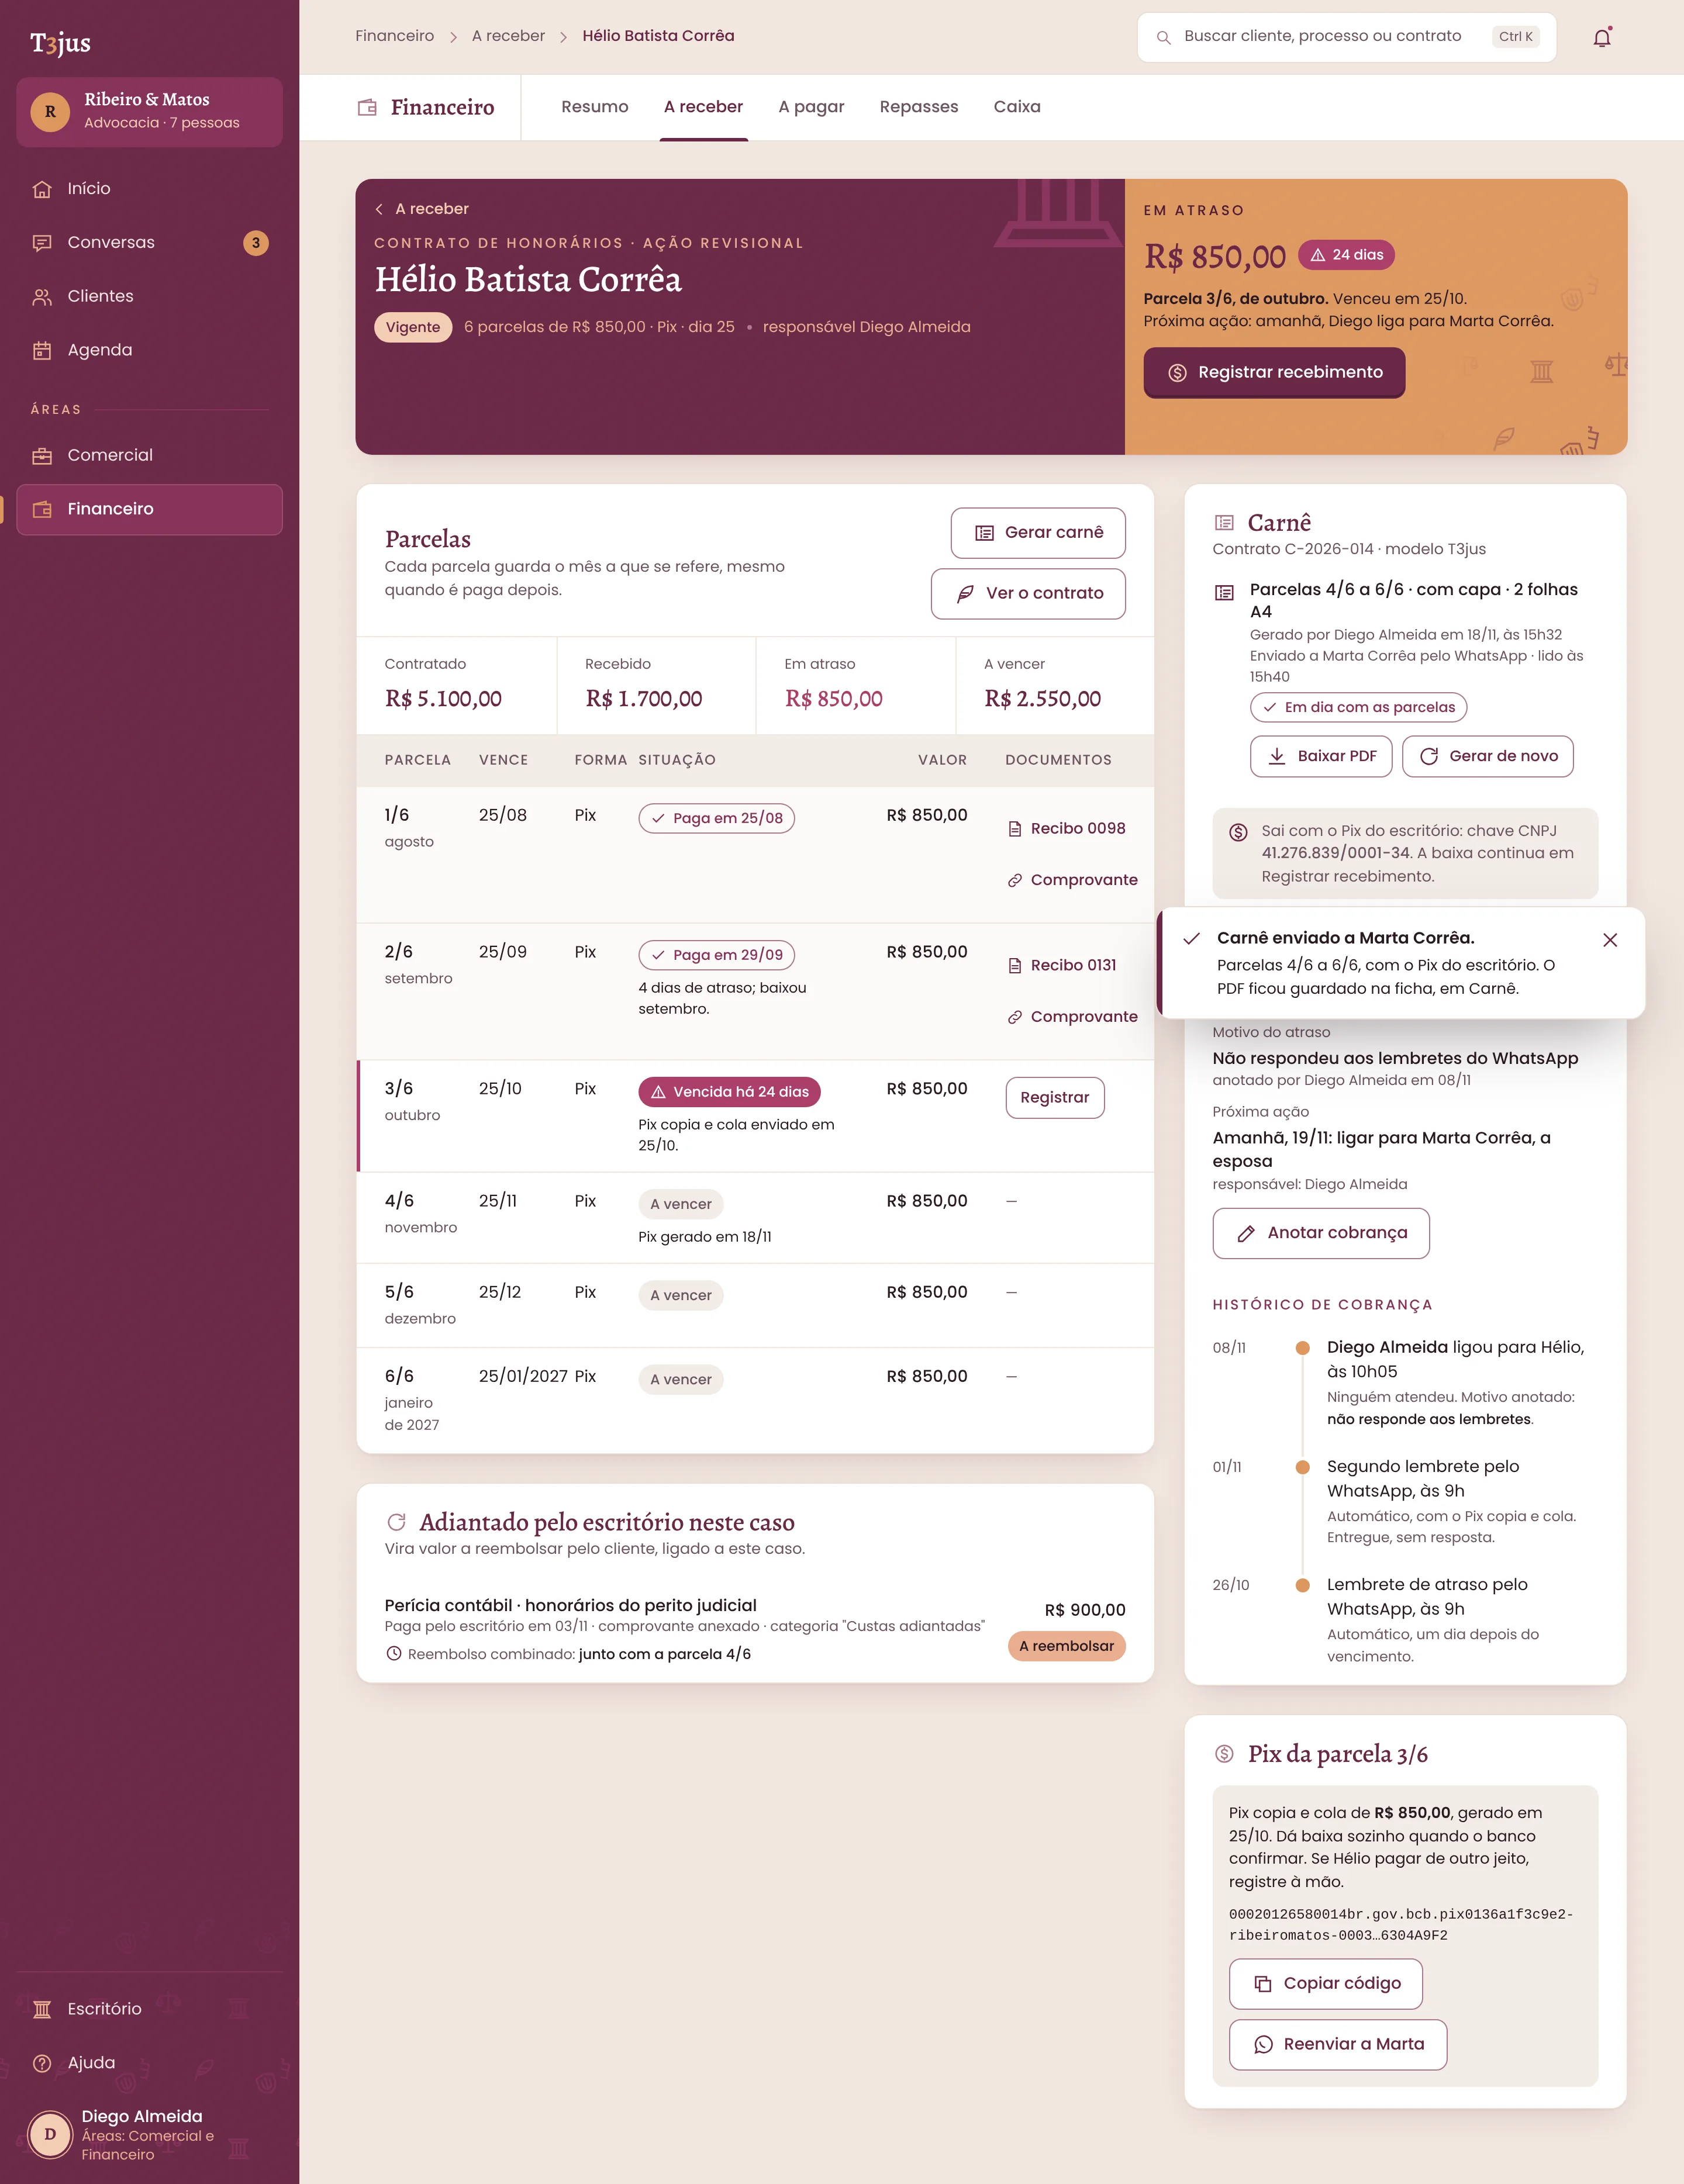 T3jus
R
Ribeiro & Matos
Advocacia · 7 pessoas
Início
Conversas
3
Clientes
Agenda
ÁREAS
Comercial
Financeiro
Escritório
Ajuda
D
Diego Almeida
Áreas: Comercial e
Financeiro
Financeiro
A receber
Hélio Batista Corrêa
Buscar cliente, processo ou contrato
Ctrl K
Financeiro
Resumo
A receber
A pagar
Repasses
Caixa
A receber
CONTRATO DE HONORÁRIOS · AÇÃO REVISIONAL
Hélio Batista Corrêa
Vigente
6 parcelas de R$ 850,00 · Pix · dia 25 • responsável Diego Almeida
EM ATRASO
R$ 850,00
24 dias
Parcela 3/6, de outubro. Venceu em 25/10.
Próxima ação: amanhã, Diego liga para Marta Corrêa.
Registrar recebimento
Parcelas
Cada parcela guarda o mês a que se refere, mesmo
quando é paga depois.
Gerar carnê
Ver o contrato
Contratado
R$ 5.100,00
Recebido
R$ 1.700,00
Em atraso
R$ 850,00
A vencer
R$ 2.550,00
PARCELA VENCE FORMA SITUAÇÃO VALOR DOCUMENTOS
1/6
agosto
25/08
Pix
Paga em 25/08
R$ 850,00
Recibo 0098
Comprovante
2/6
setembro
25/09
Pix
Paga em 29/09
4 dias de atraso; baixou
setembro.
R$ 850,00
Recibo 0131
Comprovante
3/6
outubro
25/10
Pix
Vencida há 24 dias
Pix copia e cola enviado em
25/10.
R$ 850,00
Registrar
4/6
novembro
25/11
Pix
A vencer
Pix gerado em 18/11
R$ 850,00
—
5/6
dezembro
25/12
Pix
A vencer
R$ 850,00
—
6/6
janeiro
de 2027
25/01/2027
Pix
A vencer
R$ 850,00
—
Adiantado pelo escritório neste caso
Vira valor a reembolsar pelo cliente, ligado a este caso.
Perícia contábil · honorários do perito judicial
Paga pelo escritório em 03/11 · comprovante anexado · categoria "Custas adiantadas"
Reembolso combinado: junto com a parcela 4/6
R$ 900,00
A reembolsar
Carnê
Contrato C-2026-014 · modelo T3jus
Parcelas 4/6 a 6/6 · com capa · 2 folhas
A4
Gerado por Diego Almeida em 18/11, às 15h32
Enviado a Marta Corrêa pelo WhatsApp · lido às
15h40
Em dia com as parcelas
Baixar PDF
Gerar de novo
Sai com o Pix do escritório: chave CNPJ
41.276.839/0001-34. A baixa continua em
Registrar recebimento.
Carnê enviado a Marta Corrêa.
Parcelas 4/6 a 6/6, com o Pix do escritório. O
PDF ficou guardado na ficha, em Carnê.
Motivo do atraso
Não respondeu aos lembretes do WhatsApp
anotado por Diego Almeida em 08/11
Próxima ação
Amanhã, 19/11: ligar para Marta Corrêa, a
esposa
responsável: Diego Almeida
Anotar cobrança
HISTÓRICO DE COBRANÇA
08/11
Diego Almeida ligou para Hélio,
às 10h05
Ninguém atendeu. Motivo anotado:
não responde aos lembretes.
01/11
Segundo lembrete pelo
WhatsApp, às 9h
Automático, com o Pix copia e cola.
Entregue, sem resposta.
26/10
Lembrete de atraso pelo
WhatsApp, às 9h
Automático, um dia depois do
vencimento.
Pix da parcela 3/6
Pix copia e cola de R$ 850,00, gerado em
25/10. Dá baixa sozinho quando o banco
confirmar. Se Hélio pagar de outro jeito,
registre à mão.
00020126580014br.gov.bcb.pix0136a1f3c9e2-
ribeiromatos-0003…6304A9F2
Copiar código
Reenviar a Marta